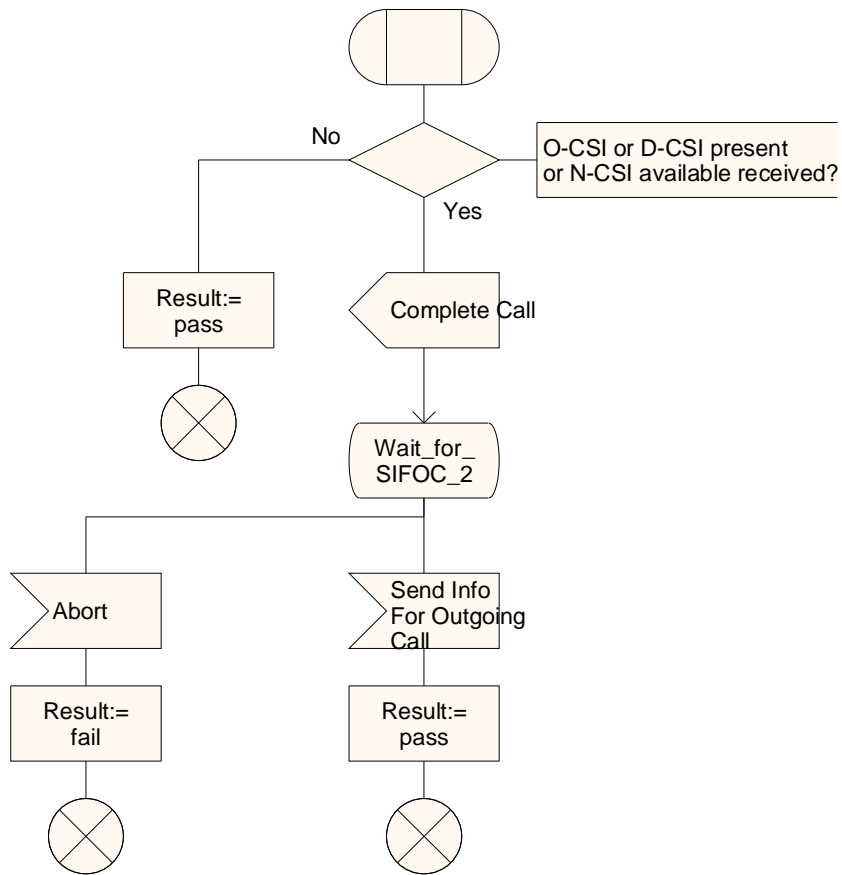 No
O-CSI or D-CSI present
or N-CSI available received?
Yes
Result:=
pass
Complete Call
Wait_for_
SIFOC_2
Abort
Send Info
For Outgoing
Call
Result:=
fail
Result:=
pass